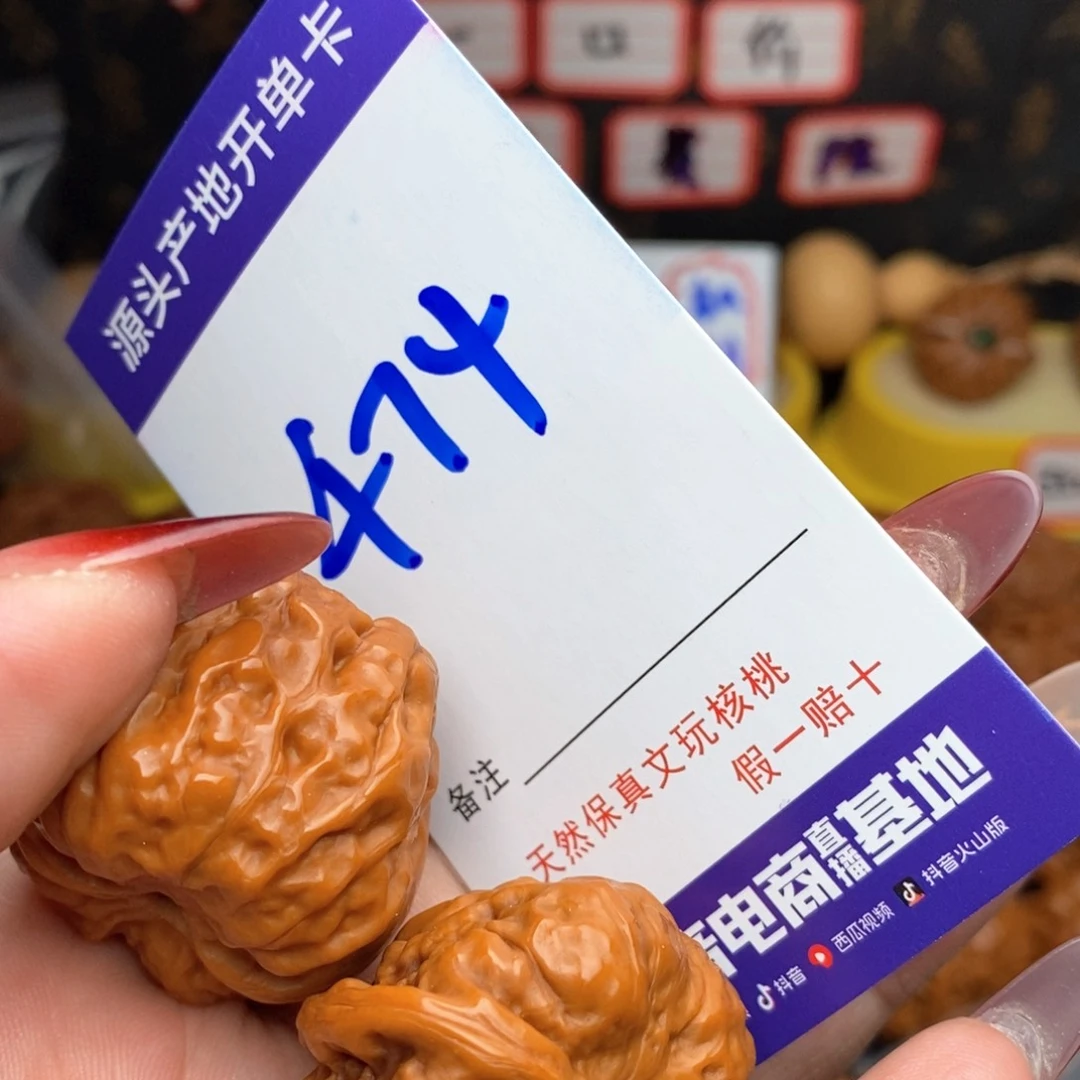 源头产地开单卡
474
备注
天然保真文玩核桃
假一赔十
电商直播基地
抖音 西瓜视频 抖音火山版